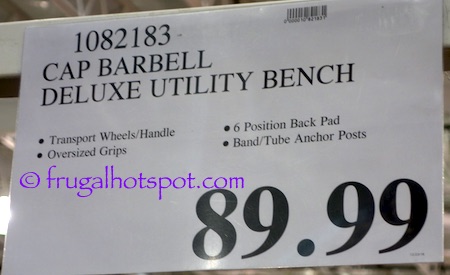 1082183
CAP BARBELL
DELUXE UTILITY BENCH
• Transport Wheels/Handle
• Oversized Grips
• 6 Position Back Pad
• Band/Tube Anchor Posts
© frugalhotspot.com
89.99